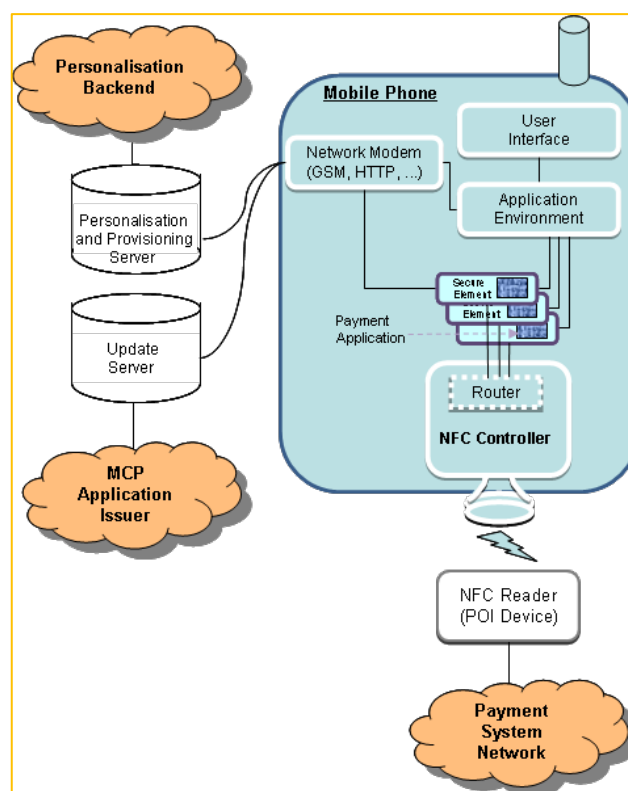 Personalisation
Backend
Mobile Phone
User
Interface
Network Modem
(GSM, HTTP, ...)
Application
Environment
Personalisation
and Provisioning
Server
Secure
Element
Element
Payment
Application
Update
Server
Router
NFC Controller
MCP
Application
Issuer
NFC Reader
(POI Device)
Payment
System
Network